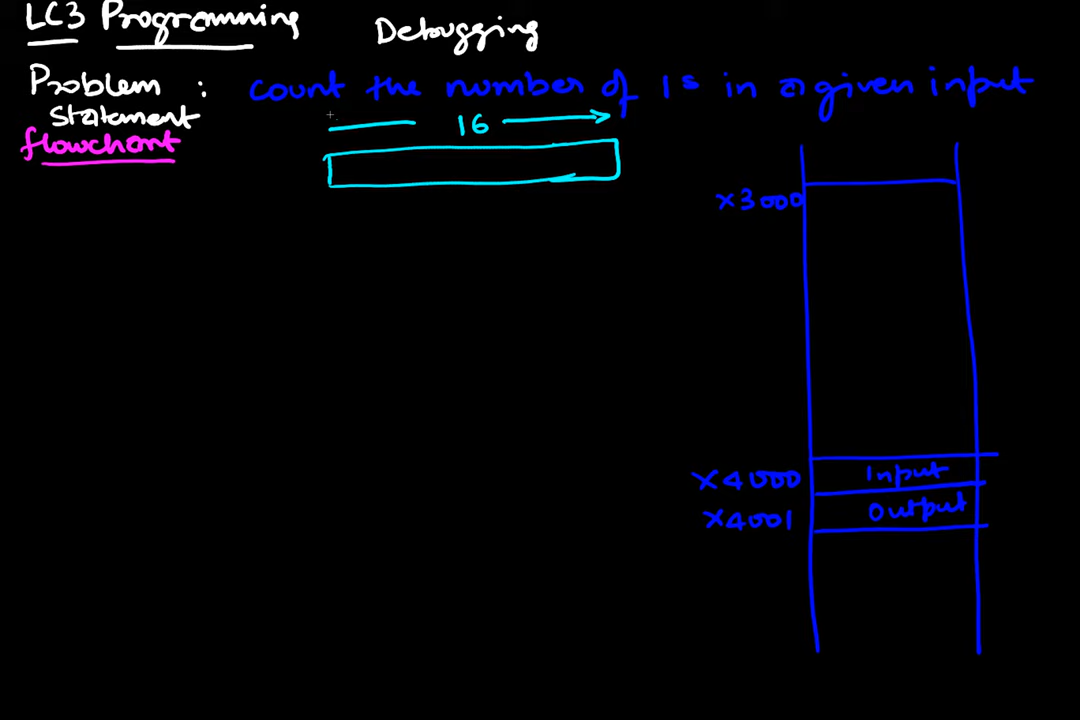 LC3 Programming Debugging
Problem : count the number of 1s in a given input
statement
flowchart
16
x3000
x4000 Input
x4001 Output